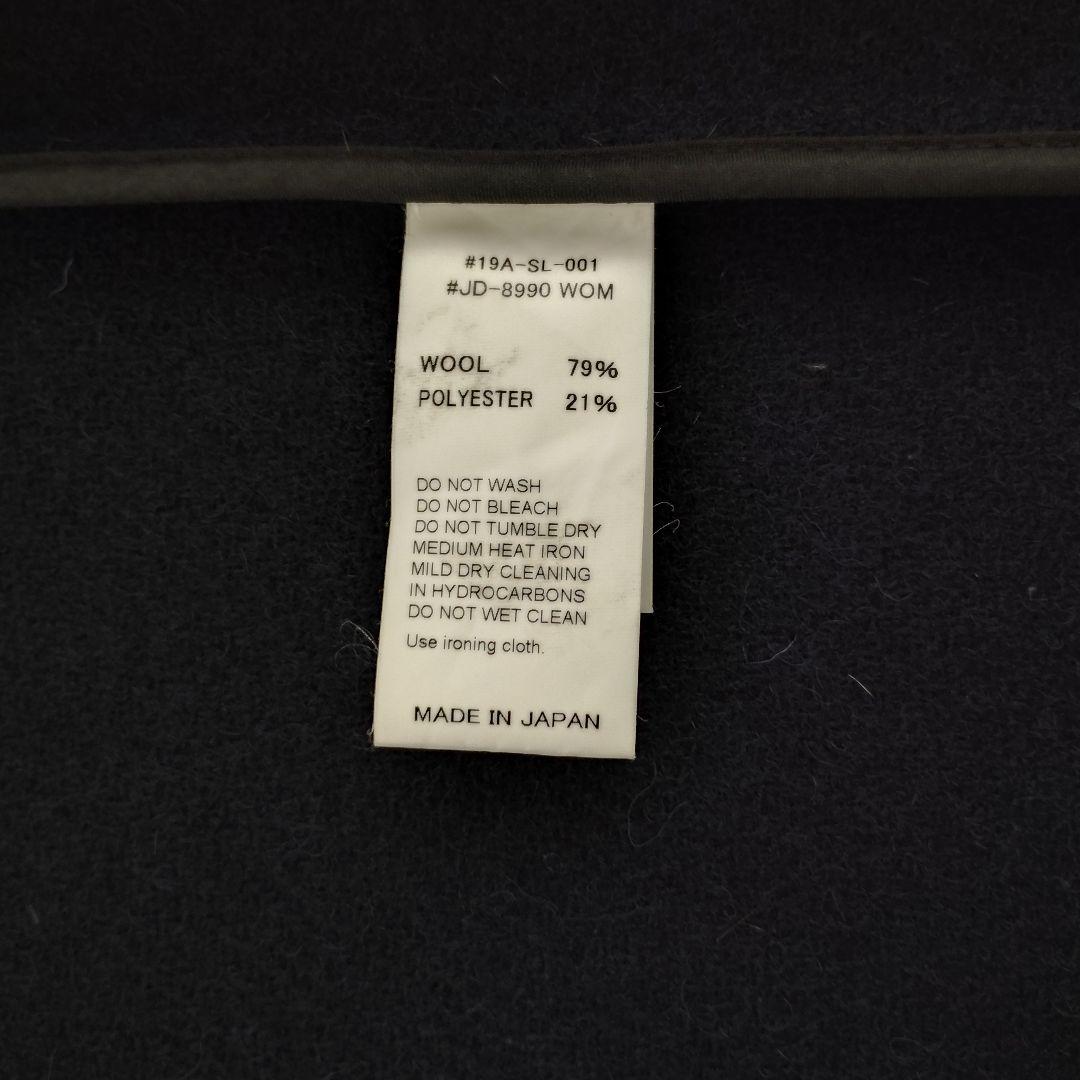 #19A-SL-001
#JD-8990 WOM
WOOL 79%
POLYESTER 21%
DO NOT WASH
DO NOT BLEACH
DO NOT TUMBLE DRY
MEDIUM HEAT IRON
MILD DRY CLEANING
IN HYDROCARBONS
DO NOT WET CLEAN
Use ironing cloth.
MADE IN JAPAN